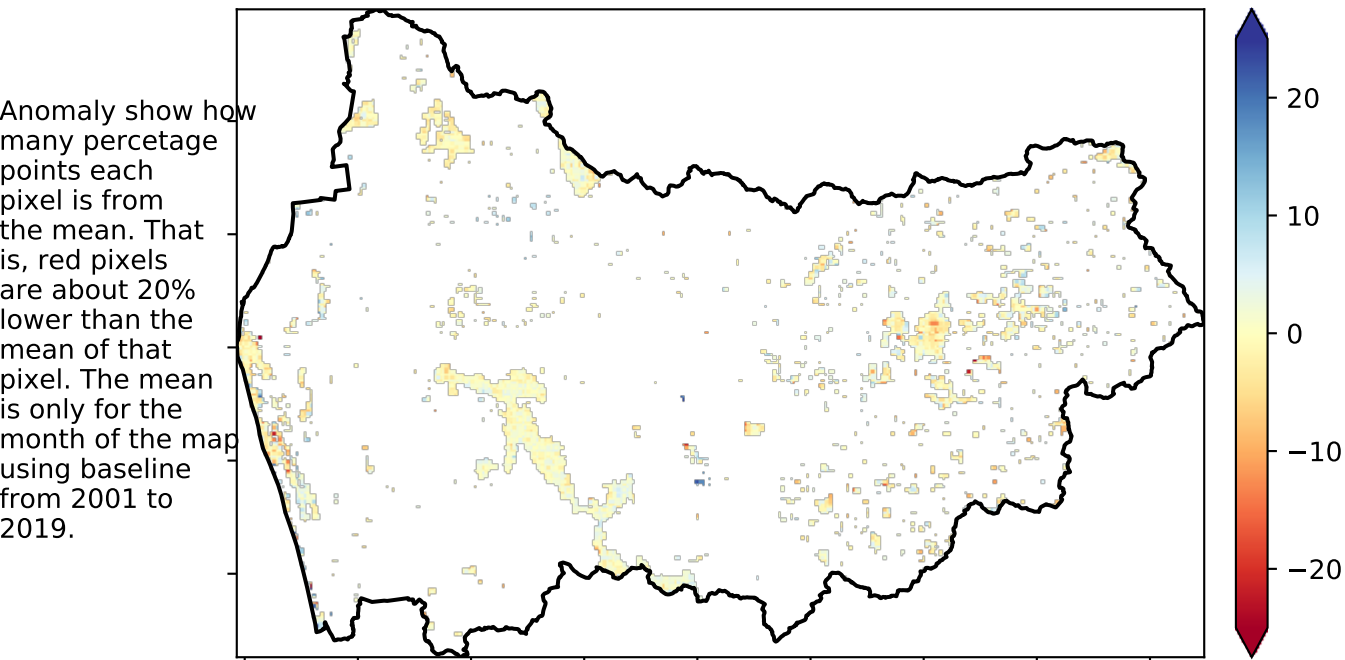 Anomaly show how
many percetage
points each
pixel is from
the mean. That
is, red pixels
are about 20%
lower than the
mean of that
pixel. The mean
is only for the
month of the map
using baseline
from 2001 to
2019.
20
10
0
−10
−20